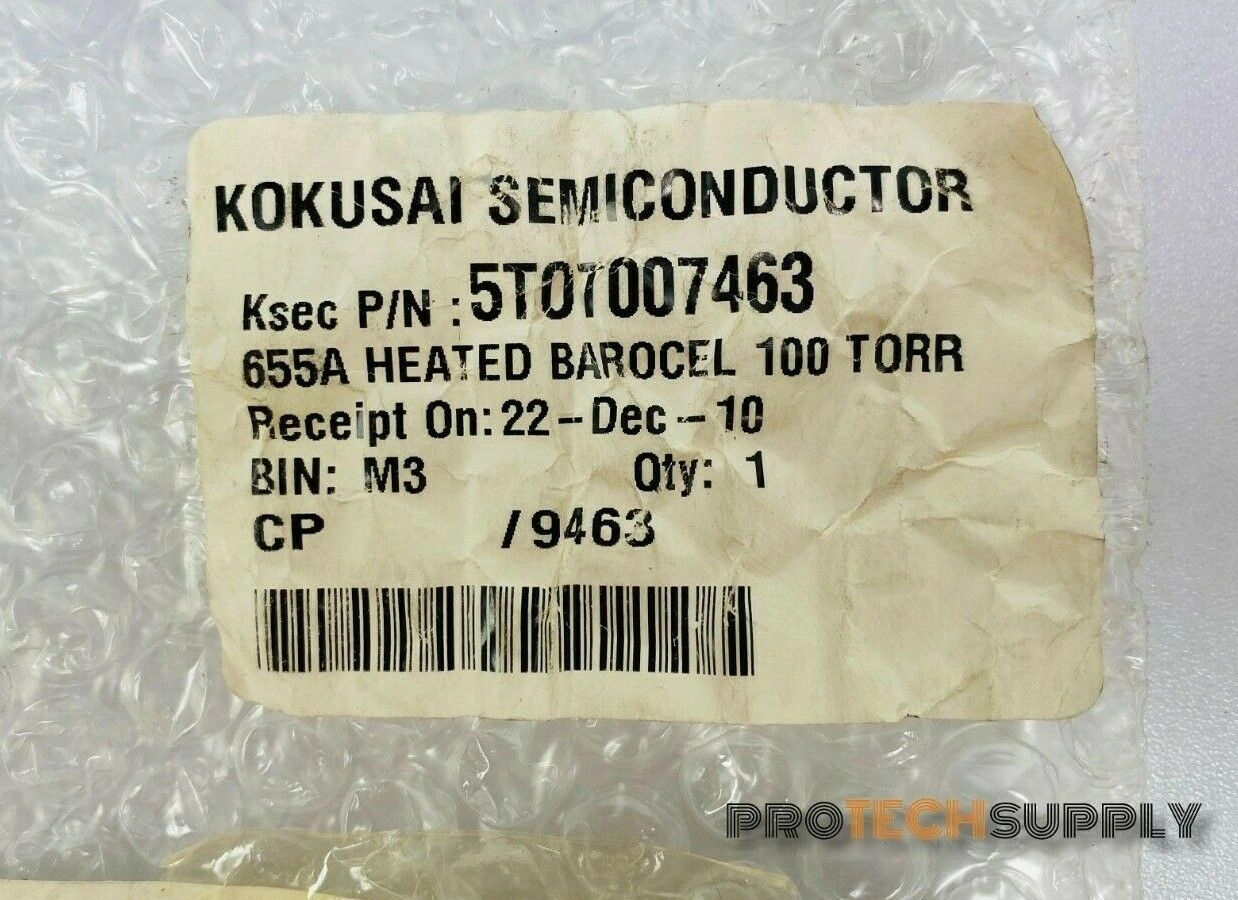 KOKUSAI SEMICONDUCTOR
Ksec P/N : 5T07007463
655A HEATED BAROCEL 100 TORR
Receipt On: 22-Dec-10
BIN: M3 Qty: 1
CP /9463
PROTECHSUPPLY